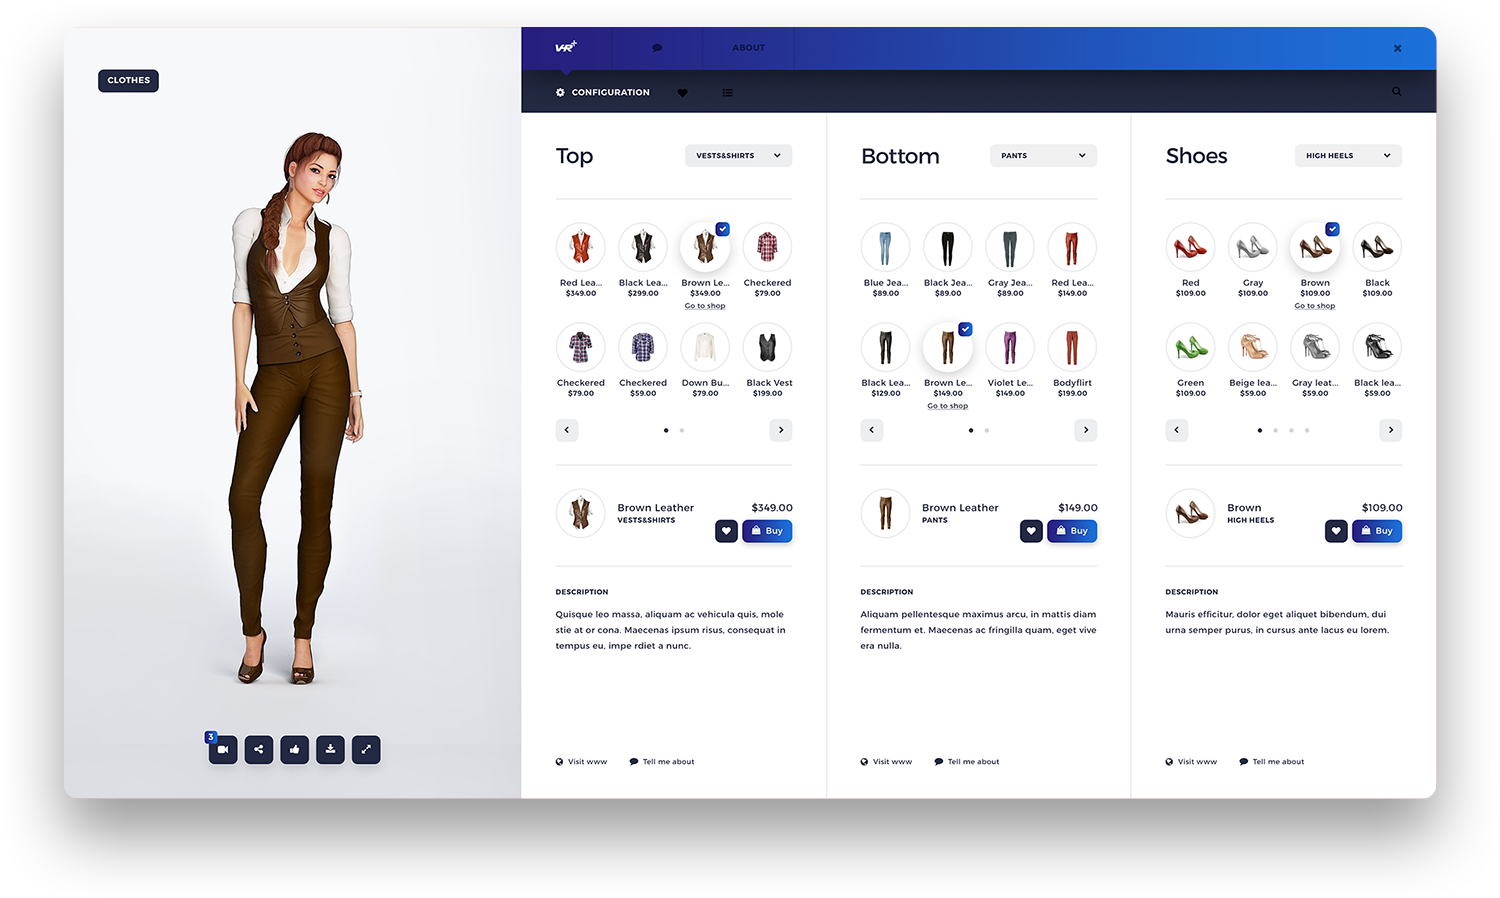 CLOTHES
V-R+
ABOUT
CONFIGURATION
Top
VESTS&SHIRTS
Red Lea...
$349.00
Black Lea...
$299.00
Brown Le...
$349.00
Go to shop
Checkered
$79.00
Checkered
$79.00
Checkered
$59.00
Down Bu...
$79.00
Black Vest
$199.00
Brown Leather
VESTS&SHIRTS
$349.00
Buy
DESCRIPTION
Quisque leo massa, aliquam ac vehicula quis, mole
stie at or cona. Maecenas ipsum risus, consequat in
tempus eu, impe rdiet a nunc.
Visit www
Tell me about
Bottom
PANTS
Blue Jea...
$89.00
Black Jea...
$89.00
Gray Jea...
$89.00
Red Lea...
$149.00
Black Lea...
$129.00
Brown Le...
$149.00
Go to shop
Violet Le...
$149.00
Bodyflirt
$199.00
Brown Leather
PANTS
$149.00
Buy
DESCRIPTION
Aliquam pellentesque maximus arcu, in mattis diam
fermentum et. Maecenas ac fringilla quam, eget vive
era nulla.
Visit www
Tell me about
Shoes
HIGH HEELS
Red
$109.00
Gray
$109.00
Brown
$109.00
Go to shop
Black
$109.00
Green
$109.00
Beige lea...
$59.00
Gray leat...
$59.00
Black lea...
$59.00
Brown
HIGH HEELS
$109.00
Buy
DESCRIPTION
Mauris efficitur, dolor eget aliquet bibendum, dui
urna semper purus, in cursus ante lacus eu lorem.
Visit www
Tell me about
3